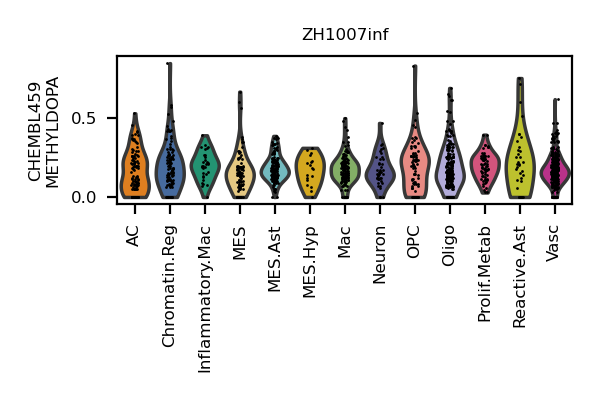 ZH1007inf
CHEMBL459
METHYLDOPA
0.5
0.0
AC
Chromatin.Reg
Inflammatory.Mac
MES
MES.Ast
MES.Hyp
Mac
Neuron
OPC
Oligo
Prolif.Metab
Reactive.Ast
Vasc